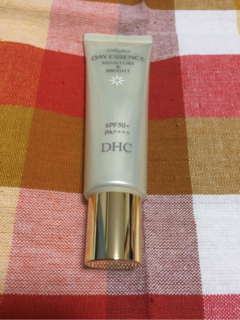 DAY ESSENCE
MOISTURE
&
BRIGHT
SPF50+
PA++++
DHC